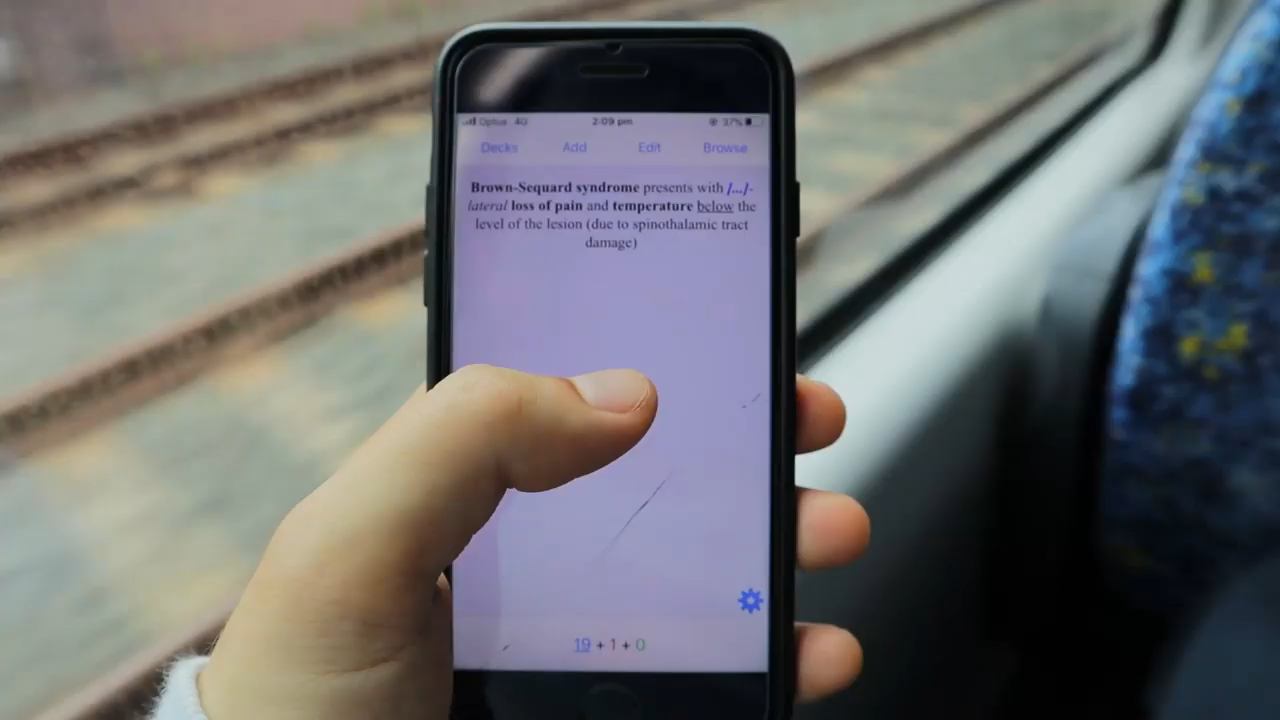 Optus 4G 2:09 pm 37%
Decks Add Edit Browse
Brown-Sequard syndrome presents with [...]-
lateral loss of pain and temperature below the
level of the lesion (due to spinothalamic tract
damage)
19 + 1 + 0